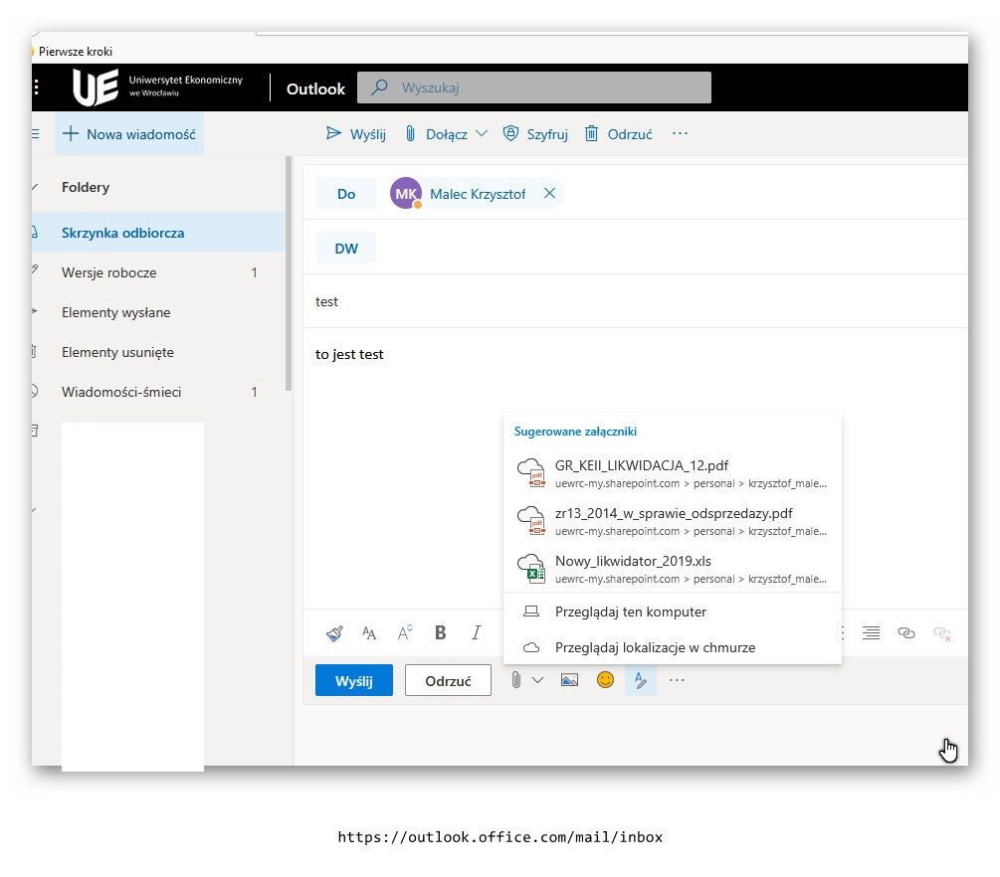 Pierwsze kroki
UE Uniwersytet Ekonomiczny
we Wrocławiu
Outlook
Wyszukaj
Nowa wiadomość
Wyślij Dołącz Szyfruj Odrzuć ...
Foldery
Skrzynka odbiorcza
Wersje robocze 1
Elementy wysłane
Elementy usunięte
Wiadomości-śmieci 1
Do MK Malec Krzysztof
DW
test
to jest test
Sugerowane załączniki
GR_KEII_LIKWIDACJA_12.pdf
uewrc-my.sharepoint.com > personal > krzysztof_male...
zr13_2014_w_sprawie_odsprzedazy.pdf
uewrc-my.sharepoint.com > personal > krzysztof_male...
Nowy_likwidator_2019.xls
uewrc-my.sharepoint.com > personal > krzysztof_male...
Przeglądaj ten komputer
Przeglądaj lokalizacje w chmurze
B I
Wyślij Odrzuć ...
https://outlook.office.com/mail/inbox